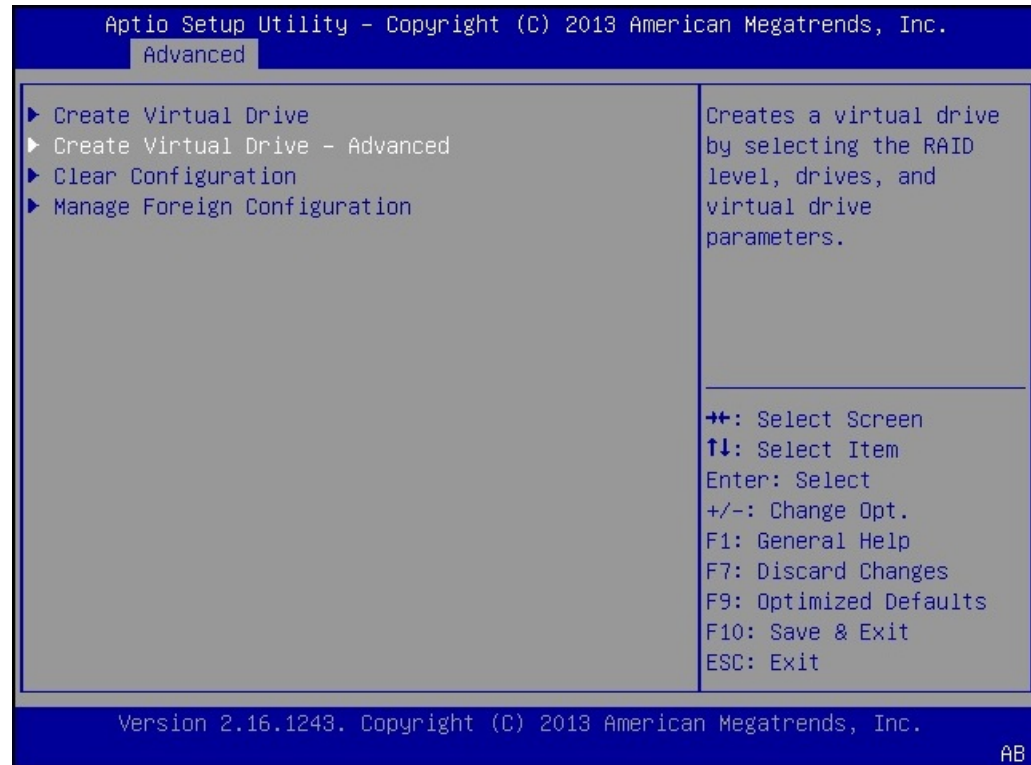 Aptio Setup Utility – Copyright (C) 2013 American Megatrends, Inc.
Advanced
▶ Create Virtual Drive
▶ Create Virtual Drive – Advanced
▶ Clear Configuration
▶ Manage Foreign Configuration
Creates a virtual drive
by selecting the RAID
level, drives, and
virtual drive
parameters.
→←: Select Screen
↑↓: Select Item
Enter: Select
+/-: Change Opt.
F1: General Help
F7: Discard Changes
F9: Optimized Defaults
F10: Save & Exit
ESC: Exit
Version 2.16.1243. Copyright (C) 2013 American Megatrends, Inc.
AB